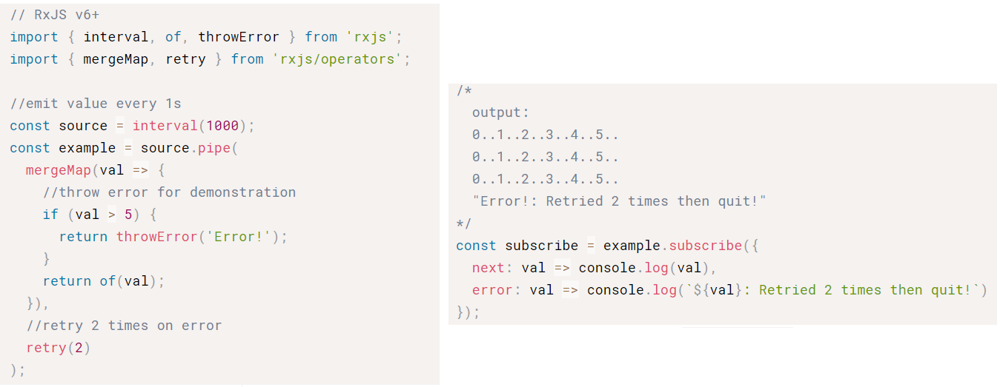 // RxJS v6+
import { interval, of, throwError } from 'rxjs';
import { mergeMap, retry } from 'rxjs/operators';

//emit value every 1s
const source = interval(1000);
const example = source.pipe(
  mergeMap(val => {
    //throw error for demonstration
    if (val > 5) {
      return throwError('Error!');
    }
    return of(val);
  }),
  //retry 2 times on error
  retry(2)
);
/*
  output:
  0..1..2..3..4..5..
  0..1..2..3..4..5..
  0..1..2..3..4..5..
  "Error!: Retried 2 times then quit!"
*/
const subscribe = example.subscribe({
  next: val => console.log(val),
  error: val => console.log(`${val}: Retried 2 times then quit!`)
});